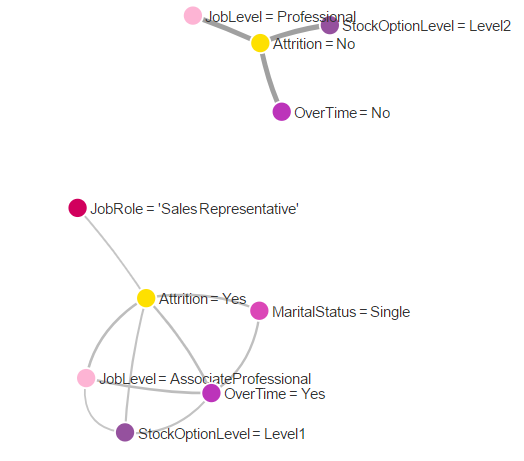 JobLevel = Professional
StockOptionLevel = Level2
Attrition = No
OverTime = No
JobRole = 'Sales Representative'
Attrition = Yes
MaritalStatus = Single
JobLevel = AssociateProfessional
OverTime = Yes
StockOptionLevel = Level1